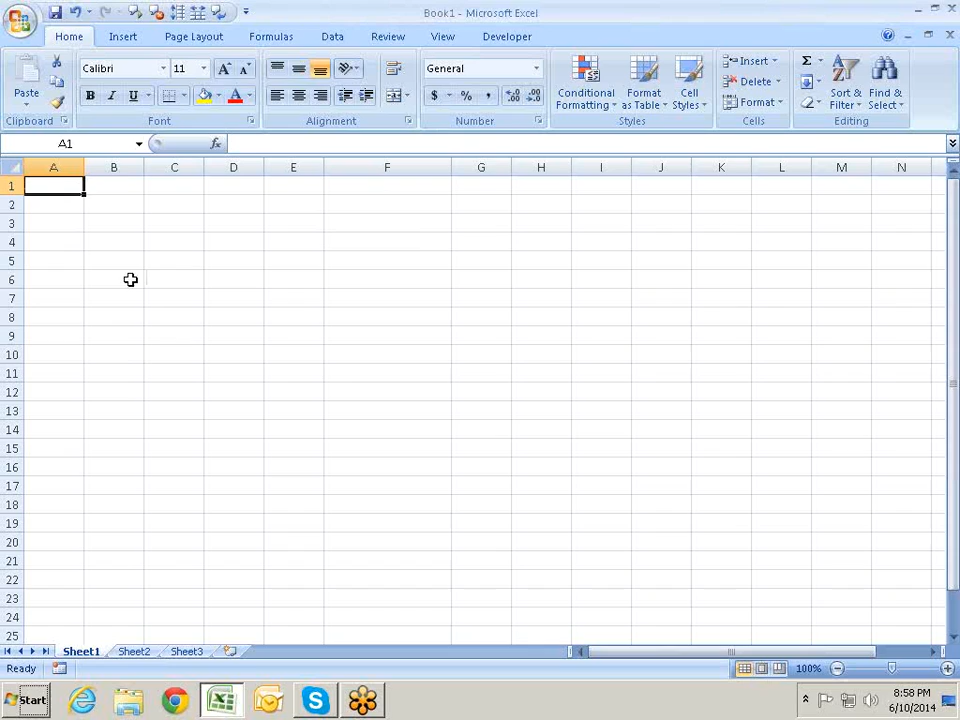 Book1 - Microsoft Excel
Home Insert Page Layout Formulas Data Review View Developer
Paste
Clipboard
Calibri 11
B I U
A
Font
Alignment
General
$ % ,
.00 .0
Number
Conditional Formatting
Format as Table
Cell Styles
Styles
Insert
Delete
Format
Cells
Σ
Sort & Filter
Find & Select
Editing
A1 fx
A B C D E F G H I J K L M N
1
2
3
4
5
6
7
8
9
10
11
12
13
14
15
16
17
18
19
20
21
22
23
24
25
Sheet1 Sheet2 Sheet3
Ready 100%
Start
8:58 PM
6/10/2014